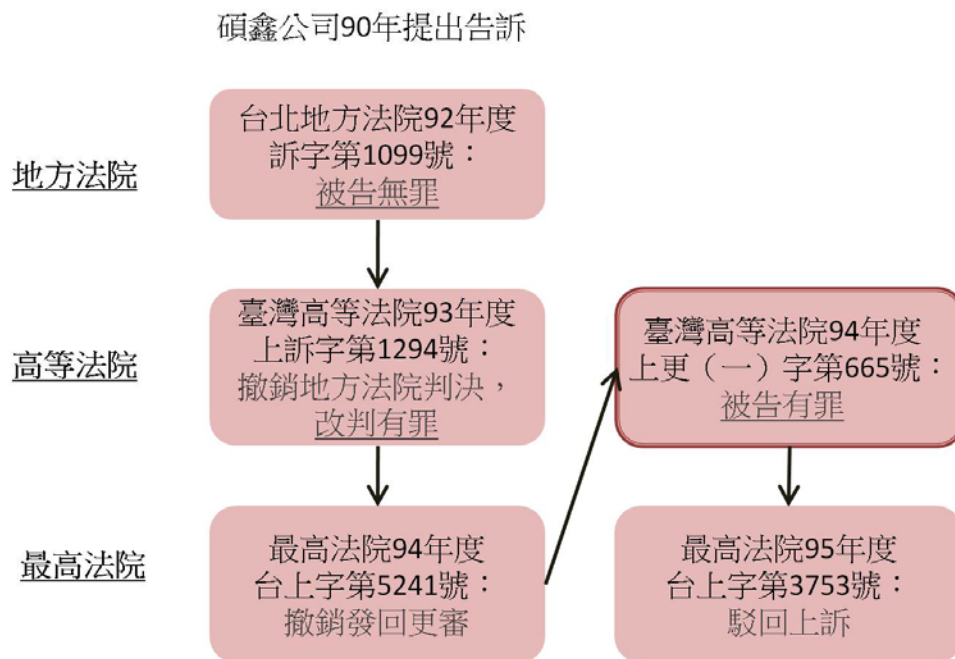 碩鑫公司90年提出告訴
地方法院
台北地方法院92年度
訴字第1099號：
被告無罪
高等法院
臺灣高等法院93年度
上訴字第1294號：
撤銷地方法院判決，
改判有罪
臺灣高等法院94年度
上更（一）字第665號：
被告有罪
最高法院
最高法院94年度
台上字第5241號：
撤銷發回更審
最高法院95年度
台上字第3753號：
駁回上訴